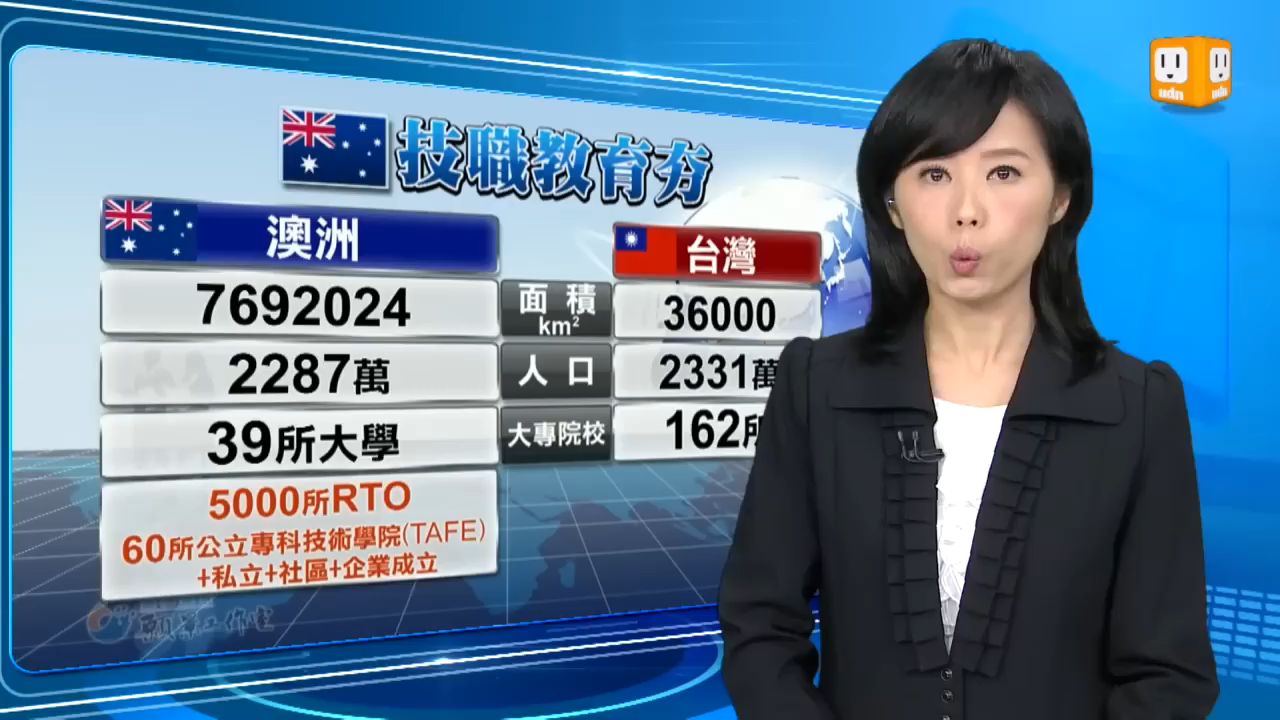 技職教育夯
澳洲
台灣
7692024
面積
km²
36000
2287萬
人口
2331萬
39所大學
大專院校
162所
5000所RTO
60所公立專科技術學院(TAFE)
+私立+社區+企業成立
udn
udn